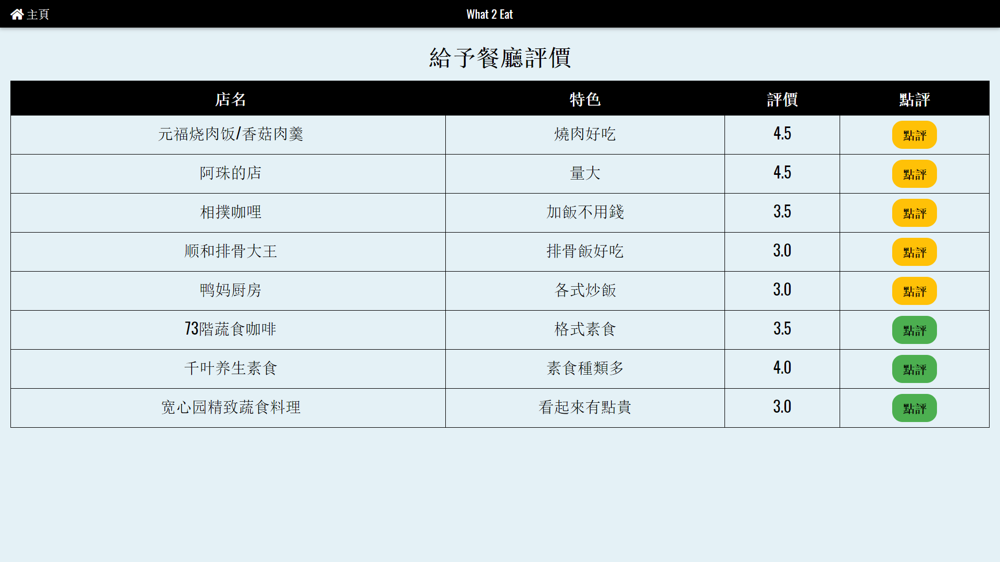 主頁 What 2 Eat
給予餐廳評價
店名 特色 評價 點評
元福烧肉饭/香菇肉羹 燒肉好吃 4.5 點評
阿珠的店 量大 4.5 點評
相撲咖哩 加飯不用錢 3.5 點評
顺和排骨大王 排骨飯好吃 3.0 點評
鸭妈厨房 各式炒飯 3.0 點評
73階蔬食咖啡 格式素食 3.5 點評
千叶养生素食 素食種類多 4.0 點評
宽心园精致蔬食料理 看起來有點貴 3.0 點評